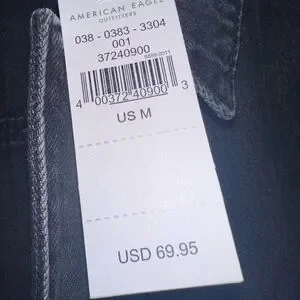 AMERICAN EAGLE
OUTFITTERS
038 - 0383 - 3304
001
37240900
4 00372 40900 3
US M
USD 69.95